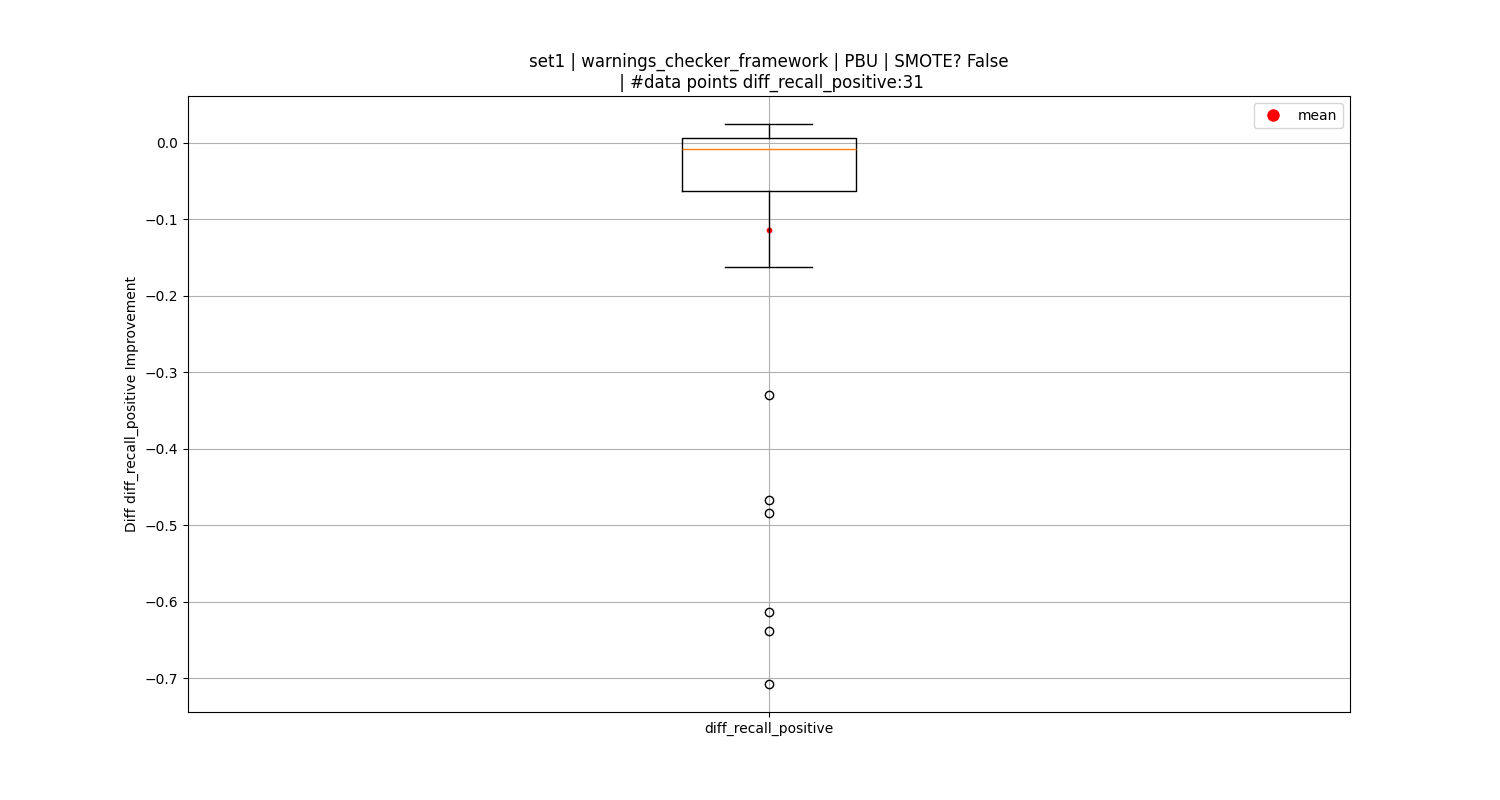 set1 | warnings_checker_framework | PBU | SMOTE? False
| #data points diff_recall_positive:31
mean
0.0
−0.1
−0.2
−0.3
−0.4
−0.5
−0.6
−0.7
Diff diff_recall_positive Improvement
diff_recall_positive